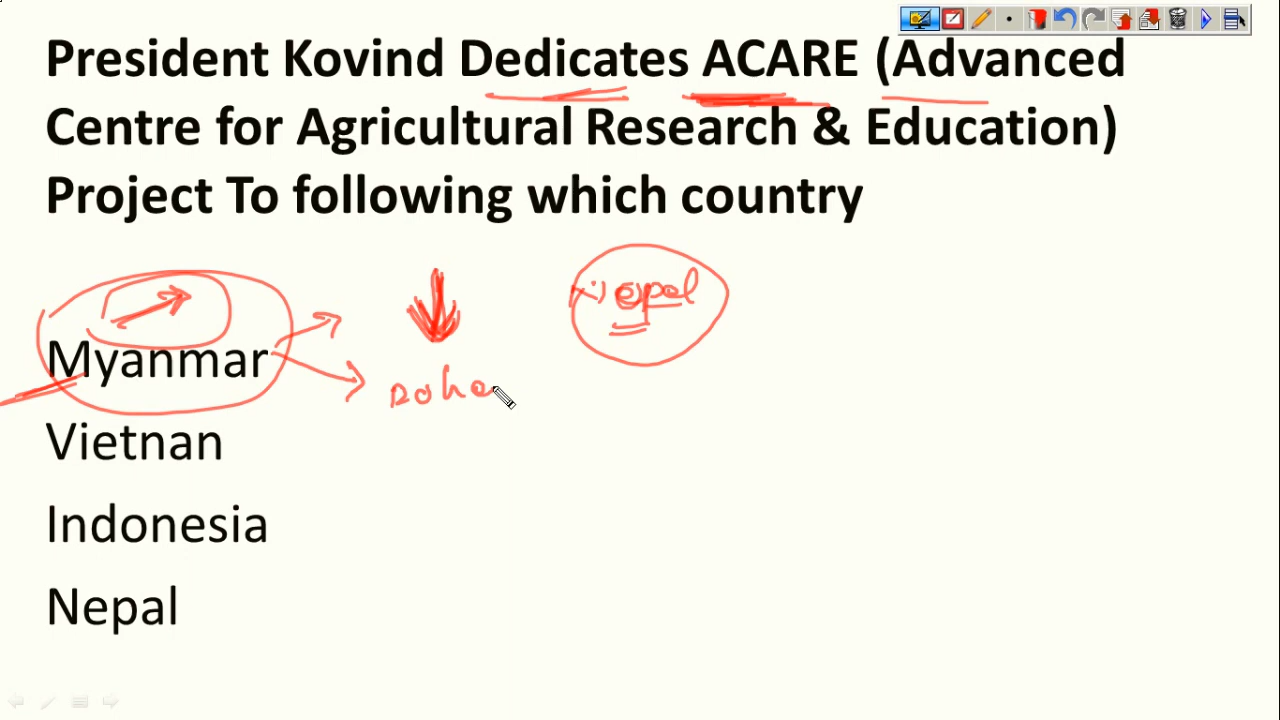 President Kovind Dedicates ACARE (Advanced
Centre for Agricultural Research & Education)
Project To following which country
Myanmar
Vietnan
Indonesia
Nepal